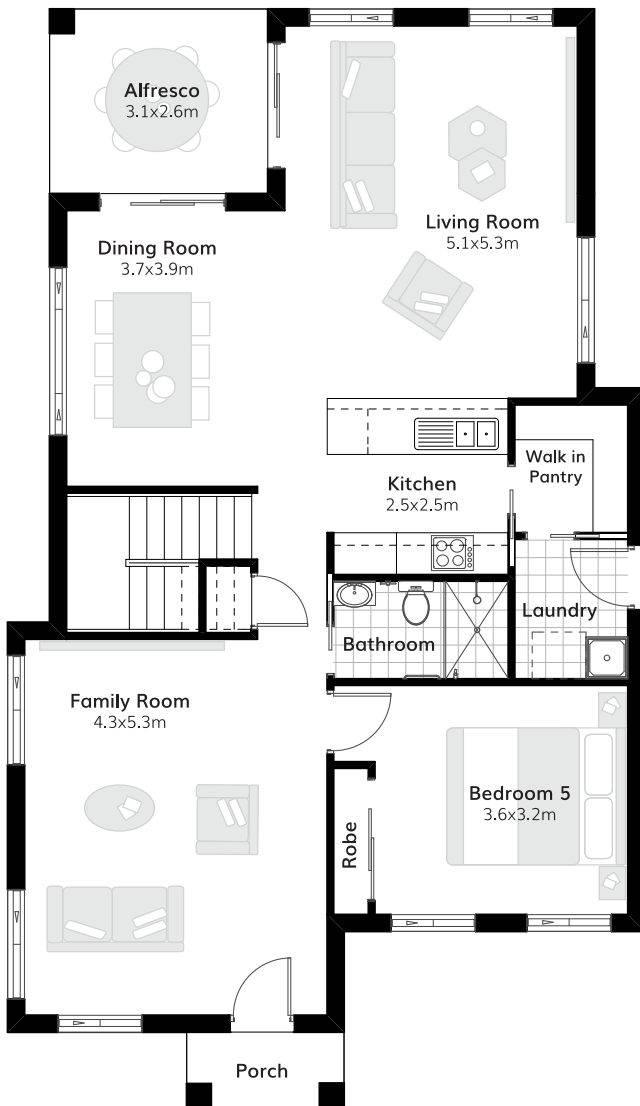 Alfresco
3.1x2.6m
Living Room
5.1x5.3m
Dining Room
3.7x3.9m
Walk in
Pantry
Kitchen
2.5x2.5m
Laundry
Bathroom
Family Room
4.3x5.3m
Bedroom 5
3.6x3.2m
Robe
Porch